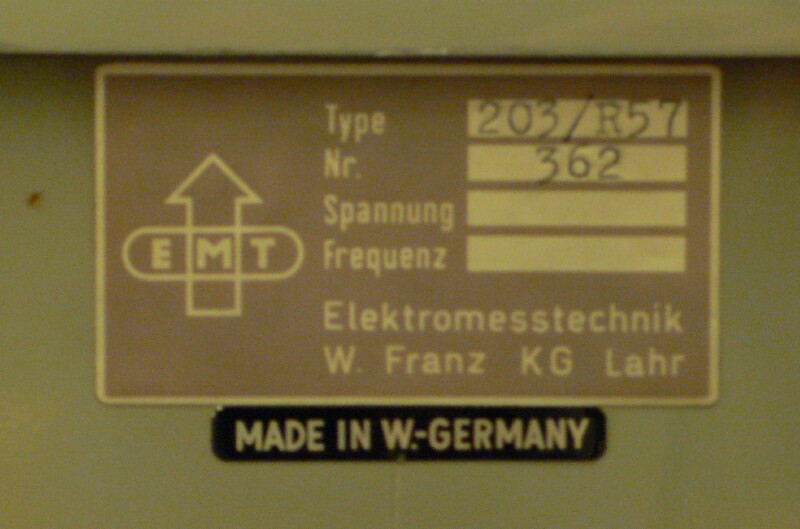 EMT
Type 203/R57
Nr. 362
Spannung
Frequenz
Elektromesstechnik
W. Franz KG Lahr
MADE IN W.-GERMANY